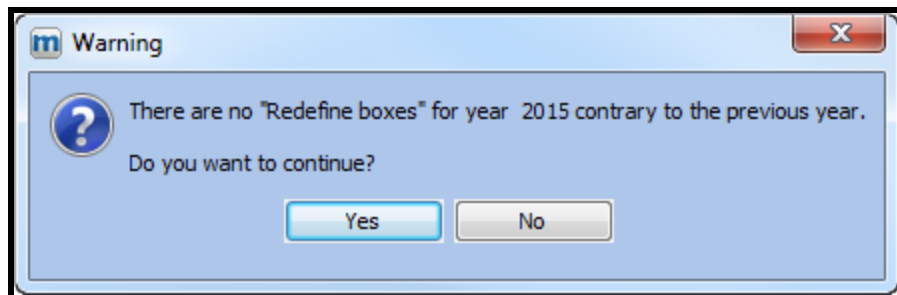 m Warning
There are no "Redefine boxes" for year  2015 contrary to the previous year.
Do you want to continue?
Yes No